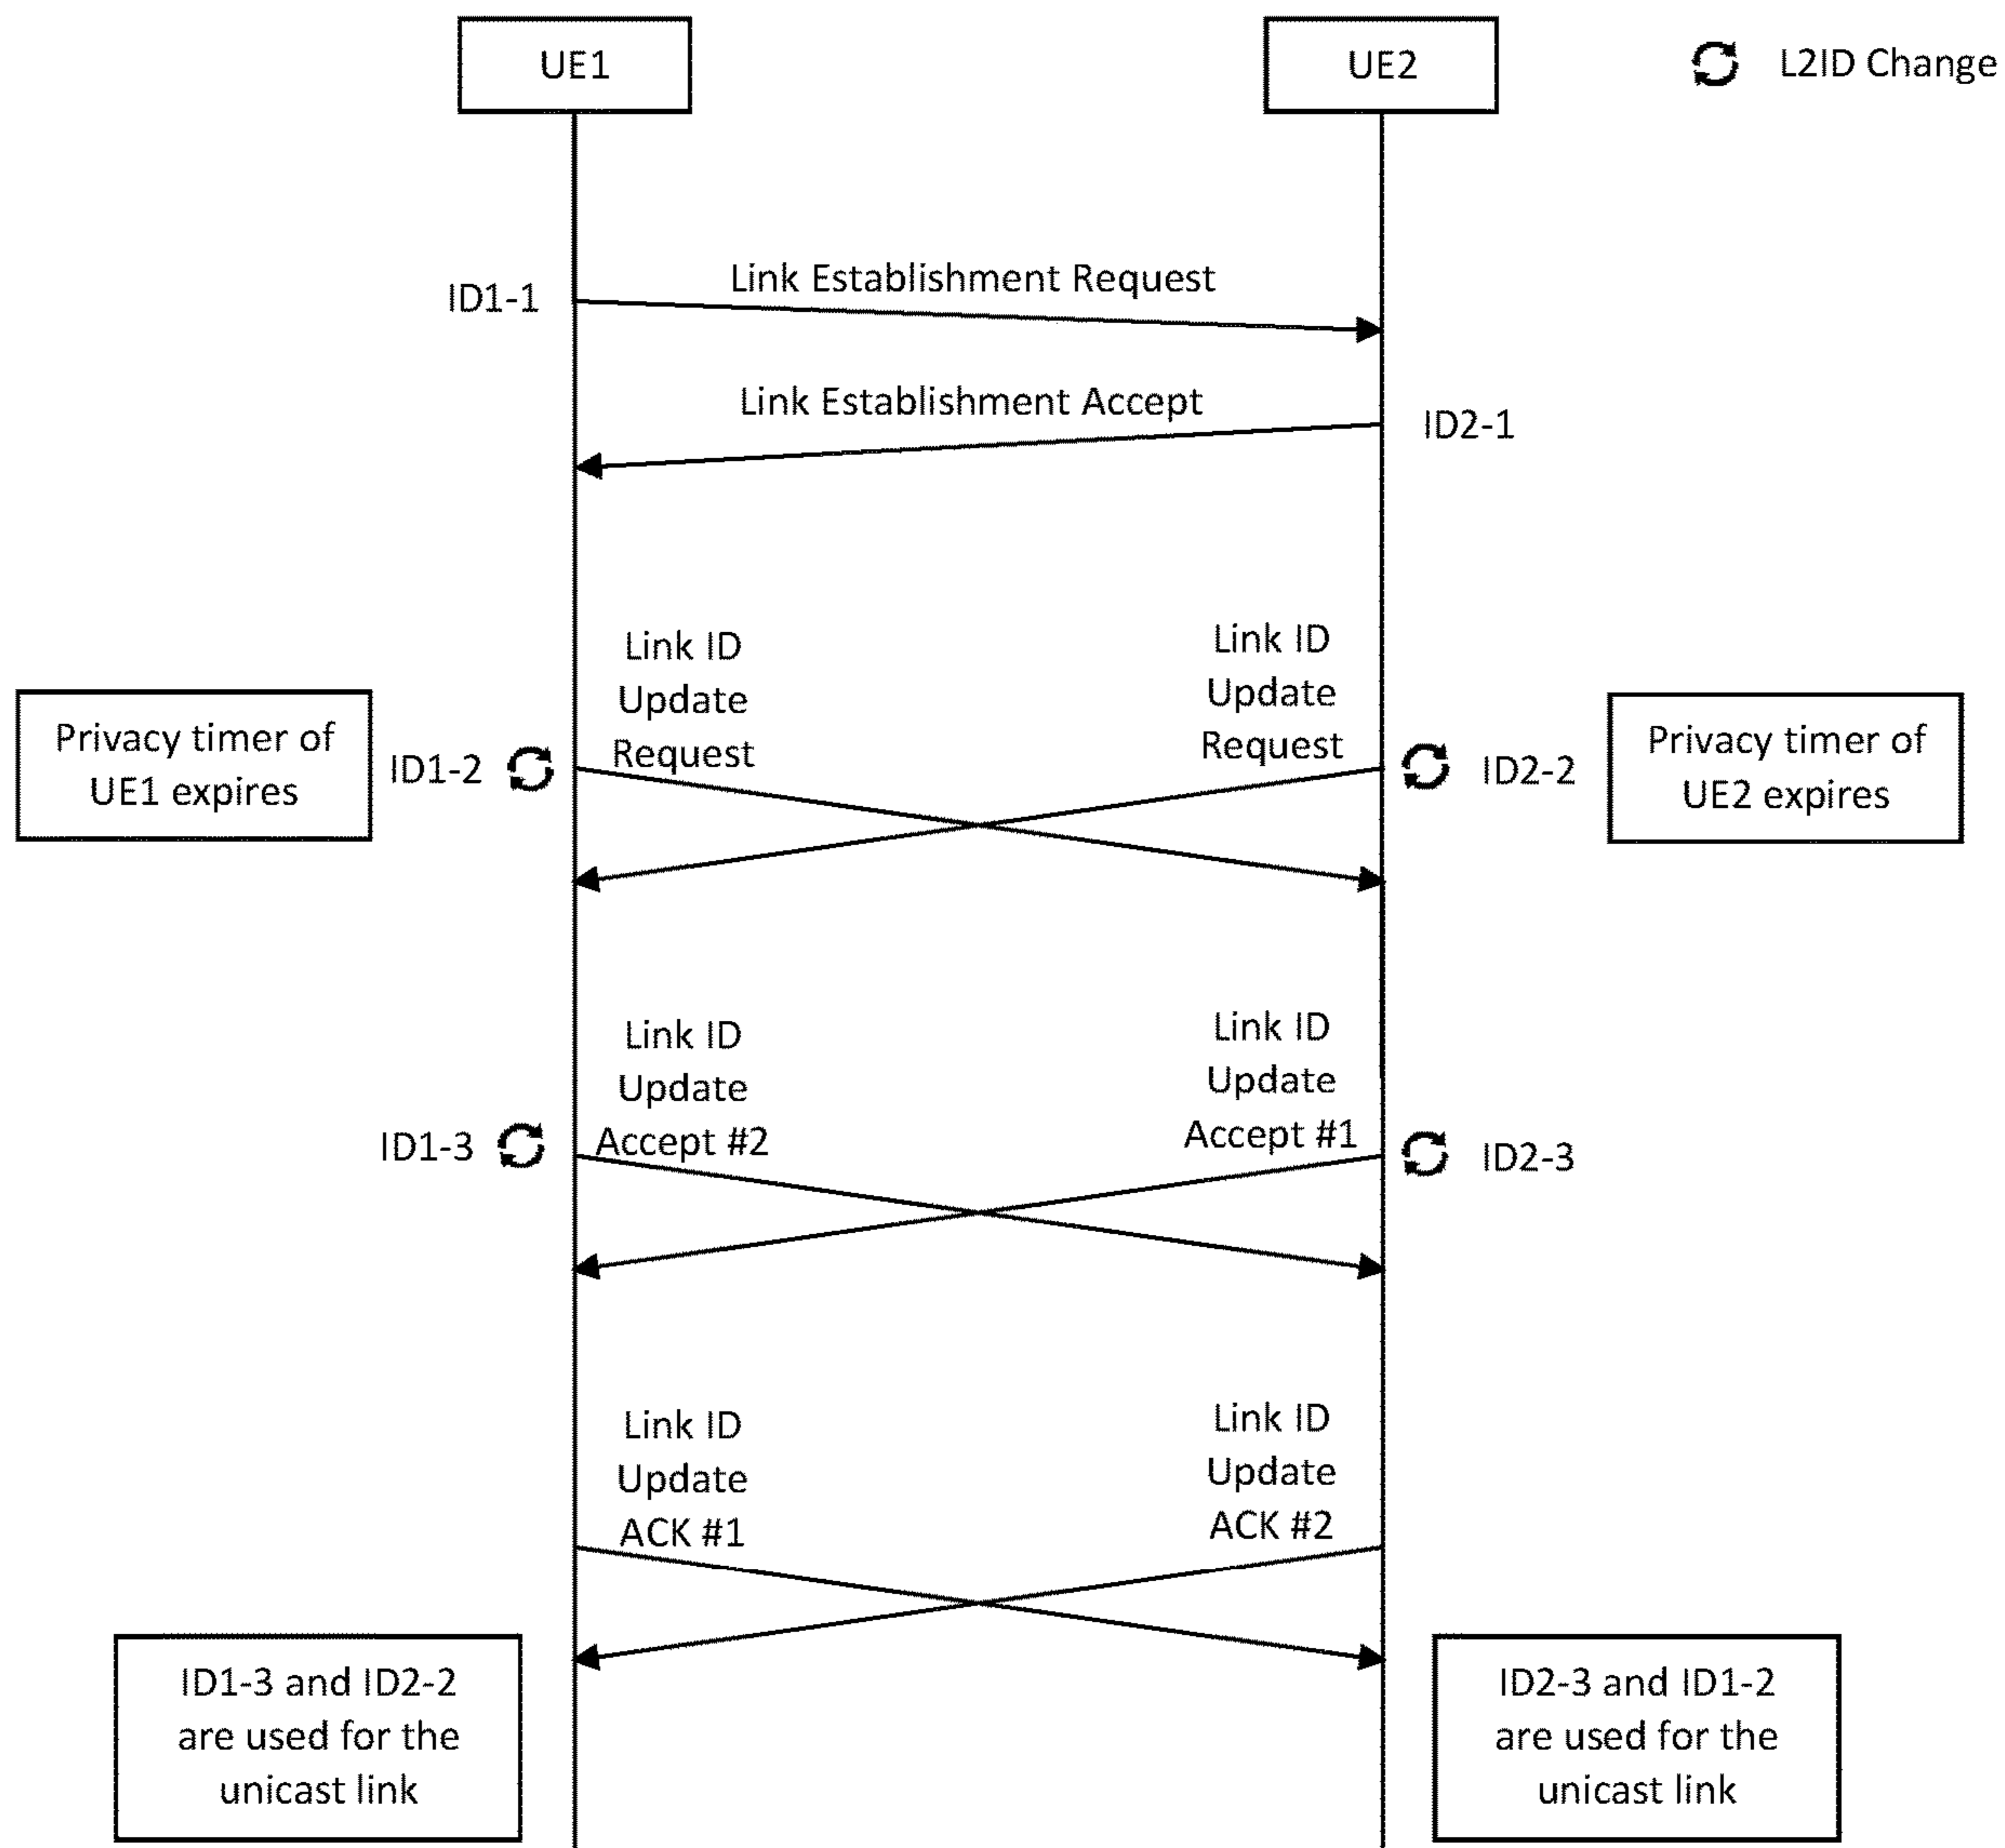 UE1
UE2
L2ID Change
Link Establishment Request
ID1-1
Link Establishment Accept
ID2-1
Link ID
Update
Request
Link ID
Update
Request
Privacy timer of
UE1 expires
ID1-2
ID2-2
Privacy timer of
UE2 expires
Link ID
Update
Accept #2
Link ID
Update
Accept #1
ID1-3
ID2-3
Link ID
Update
ACK #1
Link ID
Update
ACK #2
ID1-3 and ID2-2
are used for the
unicast link
ID2-3 and ID1-2
are used for the
unicast link